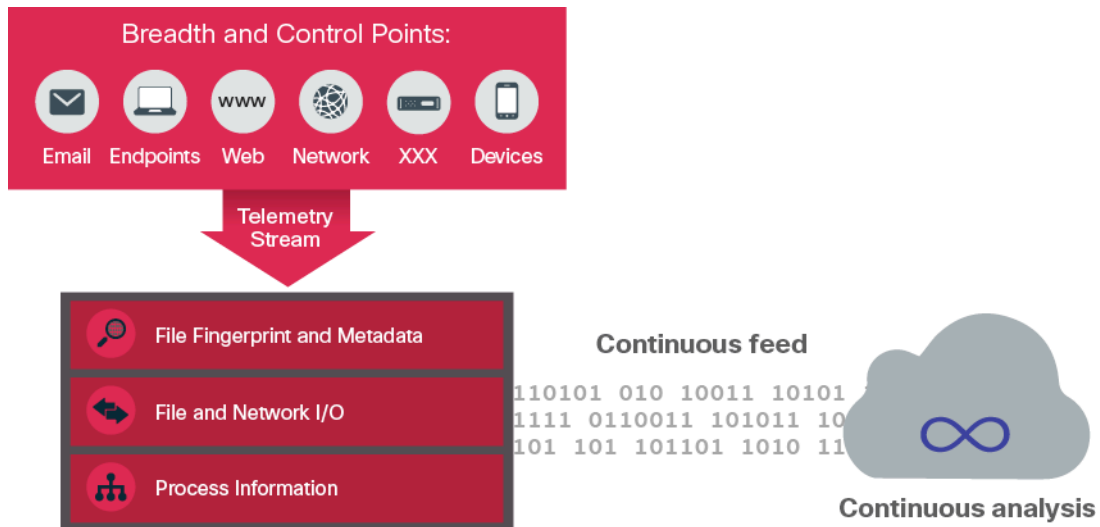 Breadth and Control Points:
www
Email Endpoints Web Network XXX Devices
Telemetry
Stream
File Fingerprint and Metadata
Continuous feed
110101 010 10011 10101
File and Network I/O
1111 0110011 101011 10
101 101 101101 1010 11
Process Information
Continuous analysis